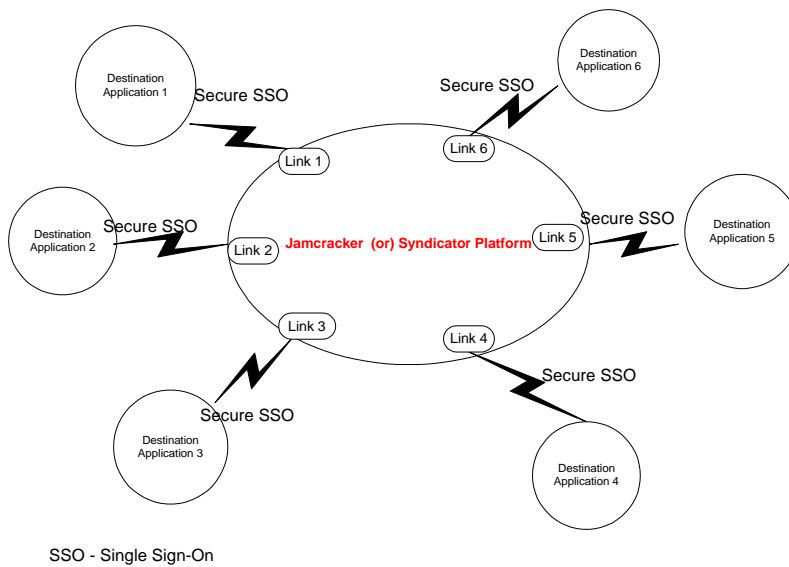 Destination
Application 1
Secure SSO
Link 1
Destination
Application 6
Secure SSO
Link 6
Destination
Application 2
Secure SSO
Link 2
Jamcracker (or) Syndicator Platform
Link 5
Secure SSO
Destination
Application 5
Link 3
Secure SSO
Destination
Application 3
Link 4
Secure SSO
Destination
Application 4
SSO - Single Sign-On